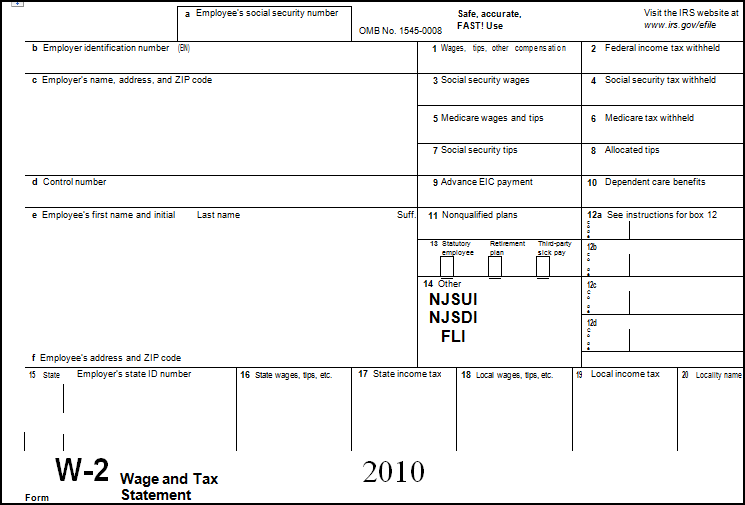 a Employee's social security number
OMB No. 1545-0008
Safe, accurate,
FAST! Use
Visit the IRS website at
www.irs.gov/efile
b Employer identification number (EIN)
1 Wages, tips, other compensation
2 Federal income tax withheld
c Employer's name, address, and ZIP code
3 Social security wages
4 Social security tax withheld
5 Medicare wages and tips
6 Medicare tax withheld
7 Social security tips
8 Allocated tips
d Control number
9 Advance EIC payment
10 Dependent care benefits
e Employee's first name and initial Last name Suff.
11 Nonqualified plans
12a See instructions for box 12
13 Statutory employee
Retirement plan
Third-party sick pay
12b
14 Other
NJSUI
NJSDI
FLI
12c
12d
f Employee's address and ZIP code
15 State Employer's state ID number
16 State wages, tips, etc.
17 State income tax
18 Local wages, tips, etc.
19 Local income tax
20 Locality name
Form W-2 Wage and Tax
Statement
2010